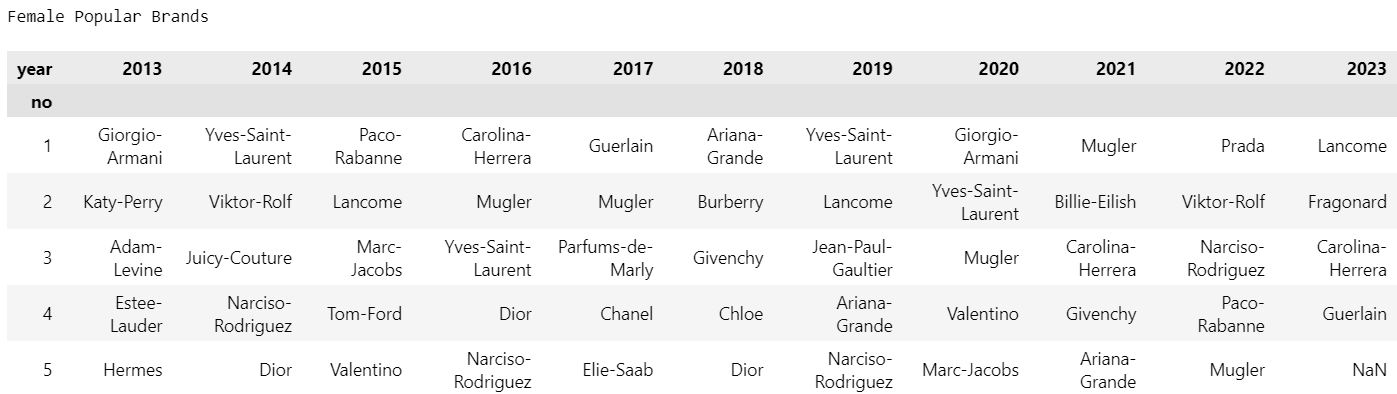 Female Popular Brands
year 2013 2014 2015 2016 2017 2018 2019 2020 2021 2022 2023
no
1 Giorgio-Armani Yves-Saint-Laurent Paco-Rabanne Carolina-Herrera Guerlain Ariana-Grande Yves-Saint-Laurent Giorgio-Armani Mugler Prada Lancome
2 Katy-Perry Viktor-Rolf Lancome Mugler Mugler Burberry Lancome Yves-Saint-Laurent Billie-Eilish Viktor-Rolf Fragonard
3 Adam-Levine Juicy-Couture Marc-Jacobs Yves-Saint-Laurent Parfums-de-Marly Givenchy Jean-Paul-Gaultier Mugler Carolina-Herrera Narciso-Rodriguez Carolina-Herrera
4 Estee-Lauder Narciso-Rodriguez Tom-Ford Dior Chanel Chloe Ariana-Grande Valentino Givenchy Paco-Rabanne Guerlain
5 Hermes Dior Valentino Narciso-Rodriguez Elie-Saab Dior Narciso-Rodriguez Marc-Jacobs Ariana-Grande Mugler NaN